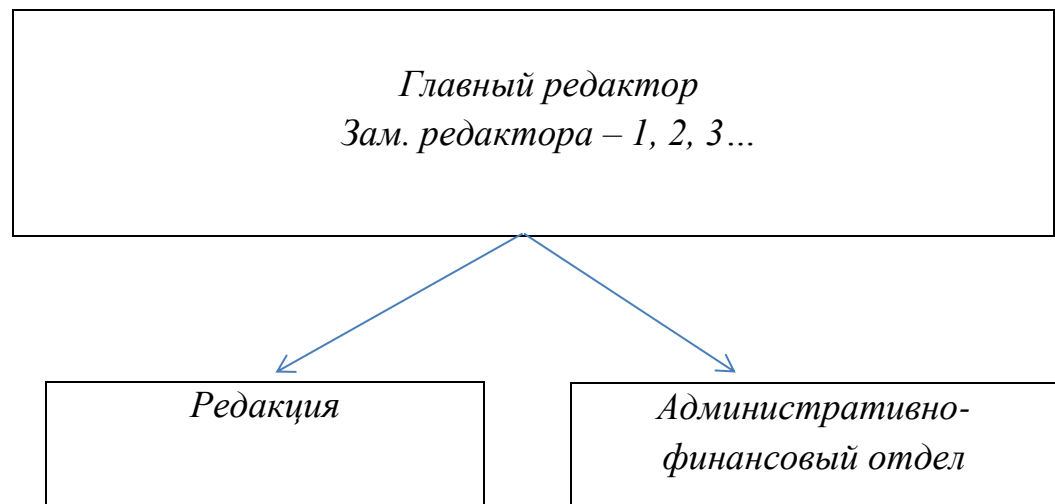 Главный редактор
Зам. редактора – 1, 2, 3…
Редакция
Административно-
финансовый отдел